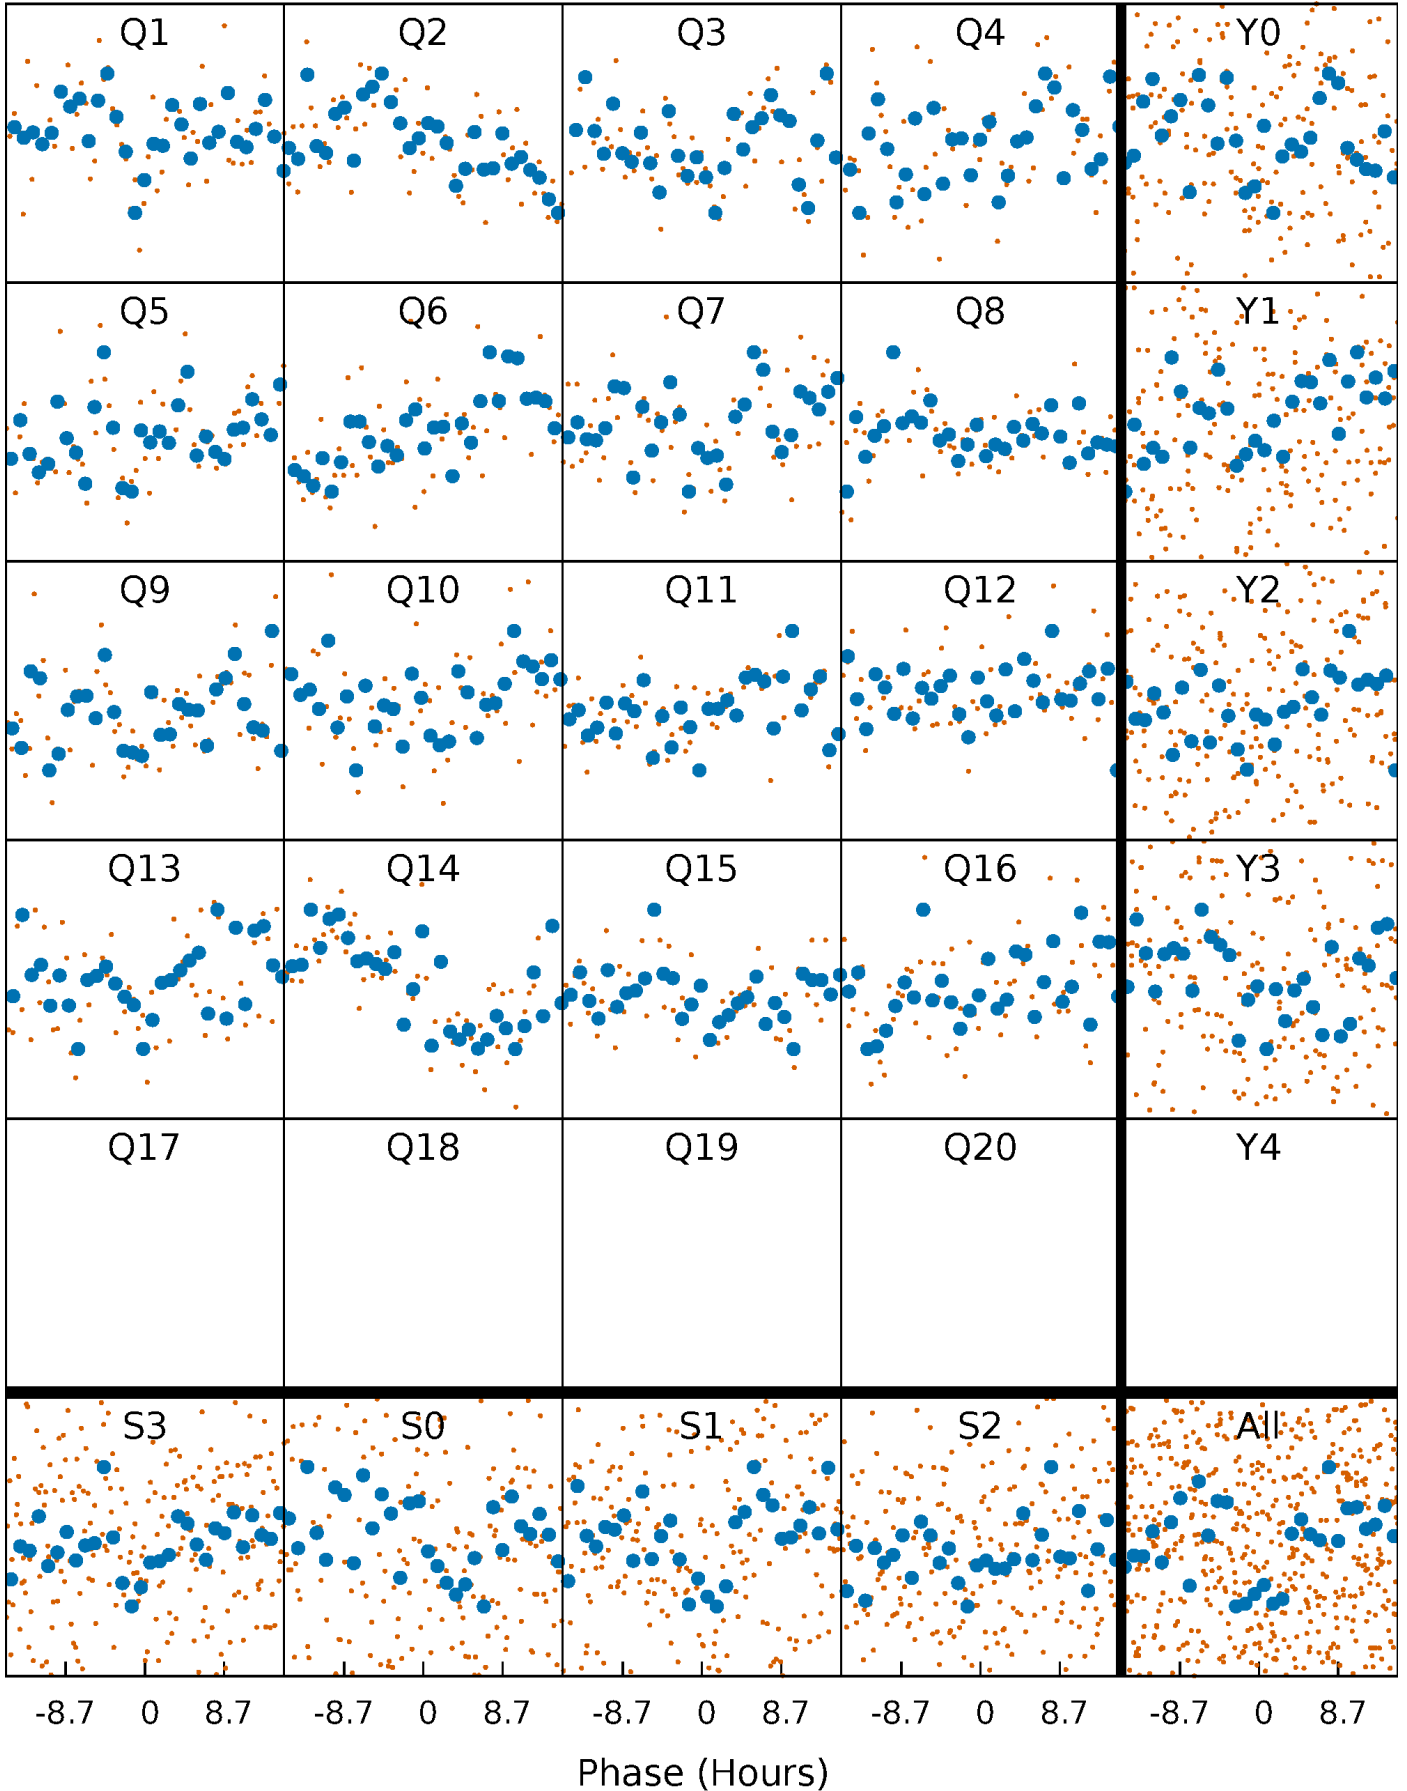 Q1 Q2 Q3 Q4 Y0
Q5 Q6 Q7 Q8 Y1
Q9 Q10 Q11 Q12 Y2
Q13 Q14 Q15 Q16 Y3
Q17 Q18 Q19 Q20 Y4
S3 S0 S1 S2 All
-8.7 0 8.7 -8.7 0 8.7 -8.7 0 8.7 -8.7 0 8.7 -8.7 0 8.7
Phase (Hours)